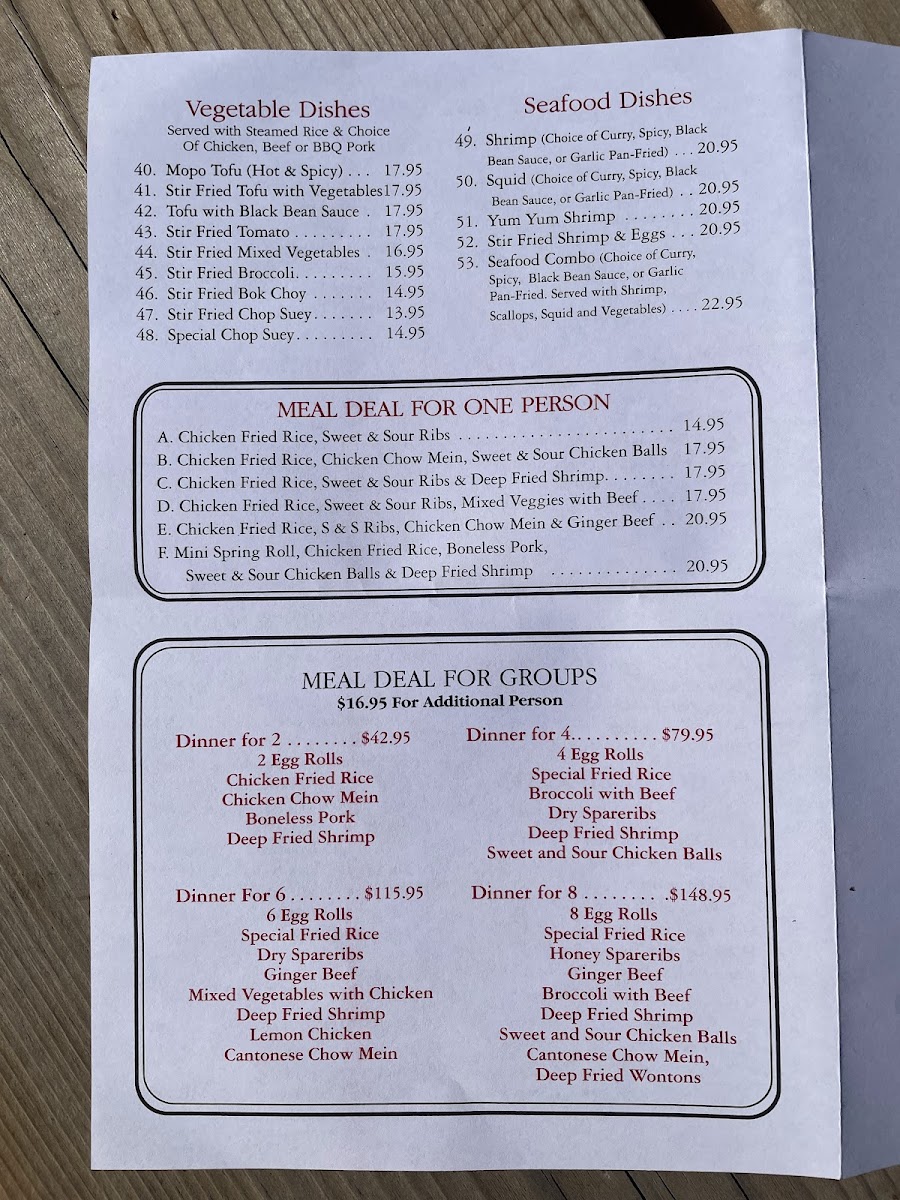 Vegetable Dishes
Served with Steamed Rice & Choice
Of Chicken, Beef or BBQ Pork
40. Mopo Tofu (Hot & Spicy) . . . 17.95
41. Stir Fried Tofu with Vegetables 17.95
42. Tofu with Black Bean Sauce . 17.95
43. Stir Fried Tomato . . . . . . . . . 17.95
44. Stir Fried Mixed Vegetables . 16.95
45. Stir Fried Broccoli. . . . . . . . . 15.95
46. Stir Fried Bok Choy . . . . . . . 14.95
47. Stir Fried Chop Suey. . . . . . . 13.95
48. Special Chop Suey. . . . . . . . . 14.95
Seafood Dishes
49. Shrimp (Choice of Curry, Spicy, Black
Bean Sauce, or Garlic Pan-Fried) . . . 20.95
50. Squid (Choice of Curry, Spicy, Black
Bean Sauce, or Garlic Pan-Fried) . . 20.95
51. Yum Yum Shrimp . . . . . . . . 20.95
52. Stir Fried Shrimp & Eggs . . . 20.95
53. Seafood Combo (Choice of Curry,
Spicy, Black Bean Sauce, or Garlic
Pan-Fried. Served with Shrimp,
Scallops, Squid and Vegetables) . . . . 22.95
MEAL DEAL FOR ONE PERSON
A. Chicken Fried Rice, Sweet & Sour Ribs . . . . . . . . . . . . . . . . . . . . . . . . 14.95
B. Chicken Fried Rice, Chicken Chow Mein, Sweet & Sour Chicken Balls 17.95
C. Chicken Fried Rice, Sweet & Sour Ribs & Deep Fried Shrimp. . . . . . . . 17.95
D. Chicken Fried Rice, Sweet & Sour Ribs, Mixed Veggies with Beef . . . . 17.95
E. Chicken Fried Rice, S & S Ribs, Chicken Chow Mein & Ginger Beef . . 20.95
F. Mini Spring Roll, Chicken Fried Rice, Boneless Pork,
Sweet & Sour Chicken Balls & Deep Fried Shrimp . . . . . . . . . . . . . . 20.95
MEAL DEAL FOR GROUPS
$16.95 For Additional Person
Dinner for 2 . . . . . . . . $42.95
2 Egg Rolls
Chicken Fried Rice
Chicken Chow Mein
Boneless Pork
Deep Fried Shrimp
Dinner for 4.. . . . . . . . . $79.95
4 Egg Rolls
Special Fried Rice
Broccoli with Beef
Dry Spareribs
Deep Fried Shrimp
Sweet and Sour Chicken Balls
Dinner For 6 . . . . . . . . $115.95
6 Egg Rolls
Special Fried Rice
Dry Spareribs
Ginger Beef
Mixed Vegetables with Chicken
Deep Fried Shrimp
Lemon Chicken
Cantonese Chow Mein
Dinner for 8 . . . . . . . . .$148.95
8 Egg Rolls
Special Fried Rice
Honey Spareribs
Ginger Beef
Broccoli with Beef
Deep Fried Shrimp
Sweet and Sour Chicken Balls
Cantonese Chow Mein,
Deep Fried Wontons